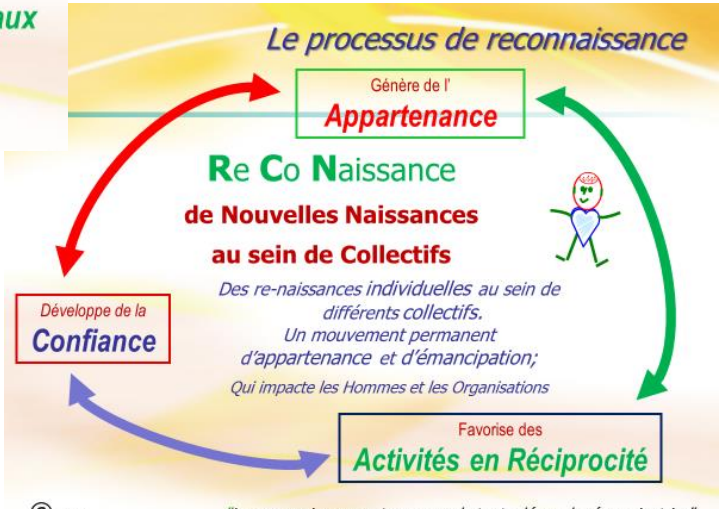 aux
Le processus de reconnaissance
Génère de l'
Appartenance
Re Co Naissance
de Nouvelles Naissances
au sein de Collectifs
Des re-naissances individuelles au sein de
différents collectifs.
Un mouvement permanent
d'appartenance et d'émancipation;
Qui impacte les Hommes et les Organisations
Développe de la
Confiance
Favorise des
Activités en Réciprocité